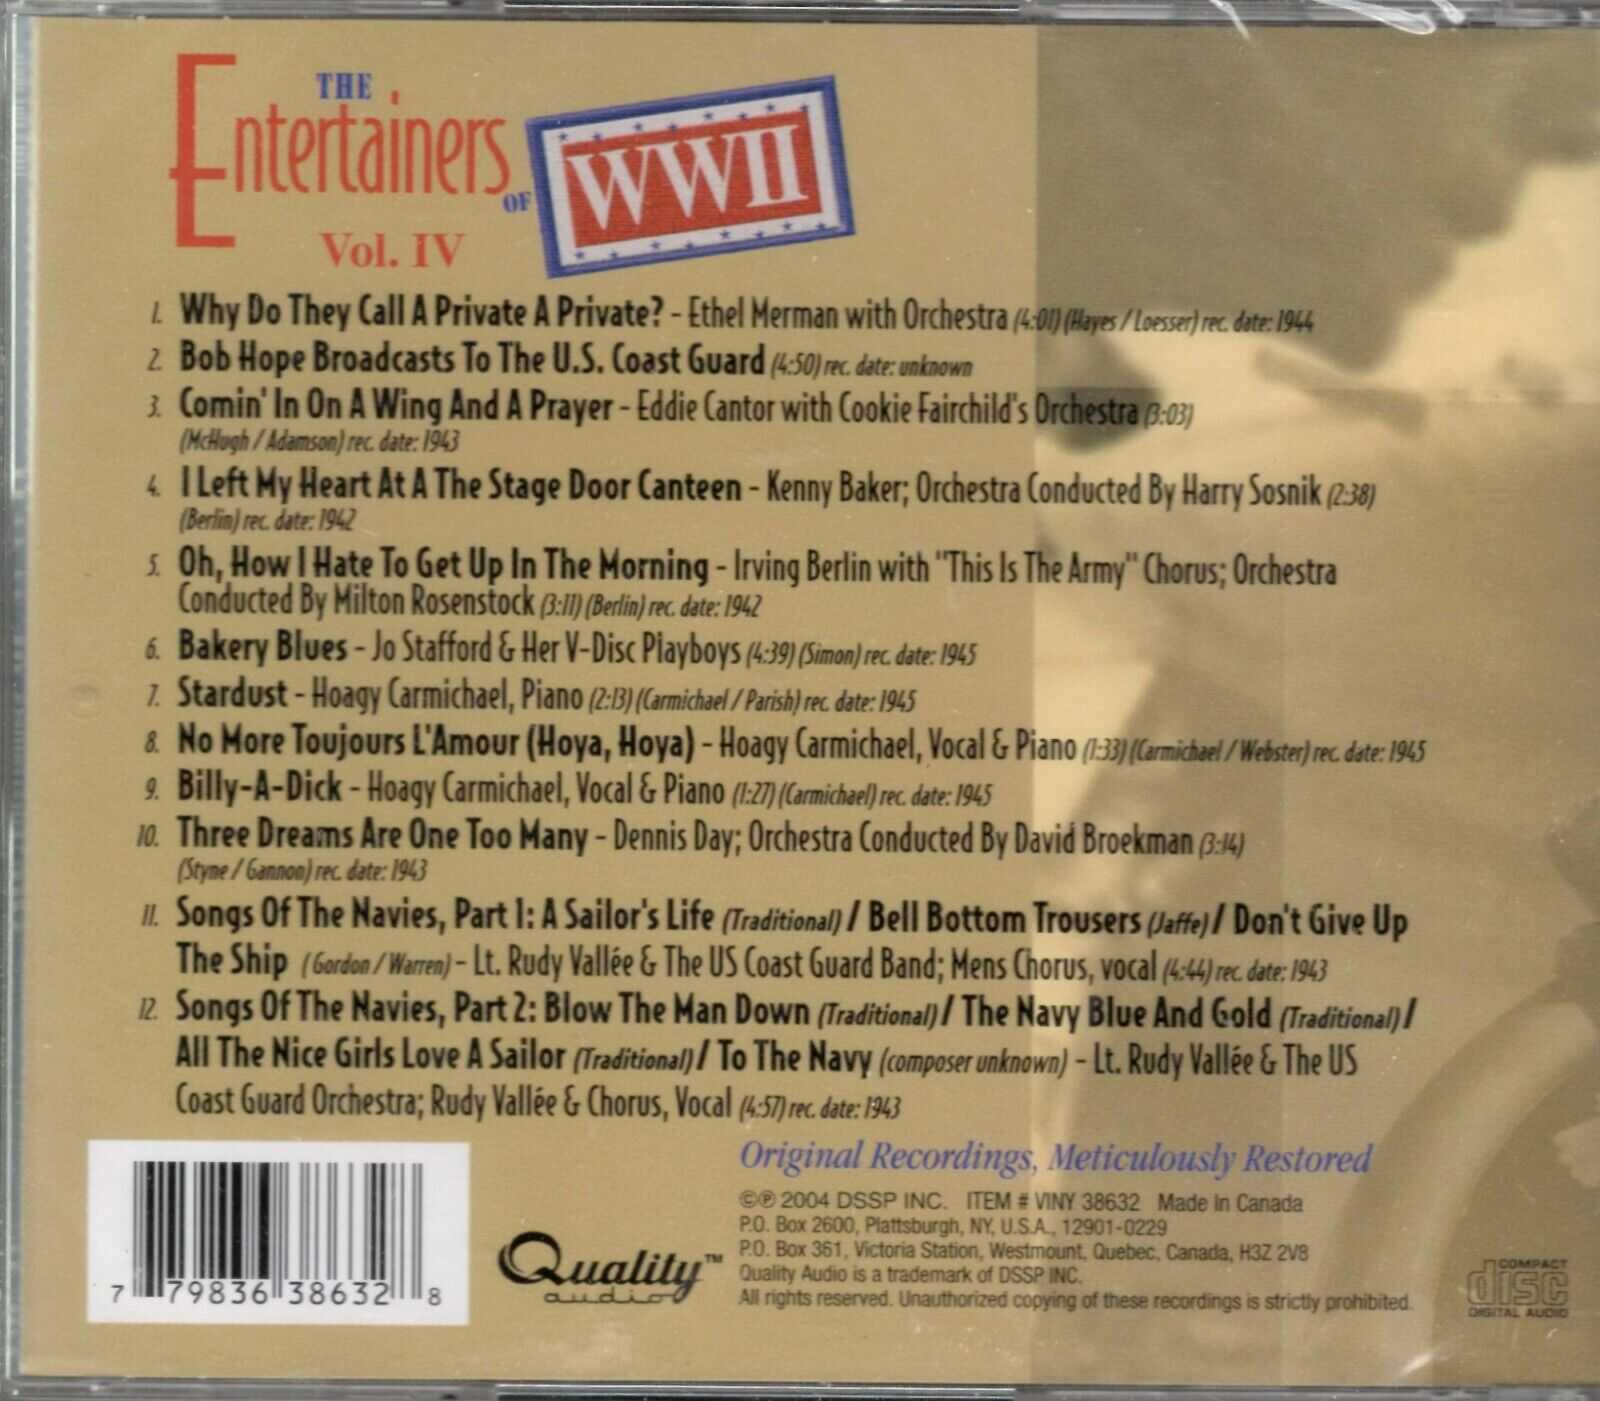 THE
Entertainers
OF
WWII
Vol. IV
1. Why Do They Call A Private A Private? - Ethel Merman with Orchestra (4:01) (Hayes / Loesser) rec. date: 1944
2. Bob Hope Broadcasts To The U.S. Coast Guard (4:50) rec. date: unknown
3. Comin' In On A Wing And A Prayer - Eddie Cantor with Cookie Fairchild's Orchestra (3:03)
(McHugh / Adamson) rec. date: 1943
4. I Left My Heart At A The Stage Door Canteen - Kenny Baker; Orchestra Conducted By Harry Sosnik (2:38)
(Berlin) rec. date: 1942
5. Oh, How I Hate To Get Up In The Morning - Irving Berlin with "This Is The Army" Chorus; Orchestra
Conducted By Milton Rosenstock (3:11) (Berlin) rec. date: 1942
6. Bakery Blues - Jo Stafford & Her V-Disc Playboys (4:39) (Simon) rec. date: 1945
7. Stardust - Hoagy Carmichael, Piano (2:13) (Carmichael / Parish) rec. date: 1945
8. No More Toujours L'Amour (Hoya, Hoya) - Hoagy Carmichael, Vocal & Piano (1:33) (Carmichael / Webster) rec. date: 1945
9. Billy-A-Dick - Hoagy Carmichael, Vocal & Piano (1:27) (Carmichael) rec. date: 1945
10. Three Dreams Are One Too Many - Dennis Day; Orchestra Conducted By David Broekman (3:14)
(Styne / Gannon) rec. date: 1943
11. Songs Of The Navies, Part 1: A Sailor's Life (Traditional) / Bell Bottom Trousers (Jaffe) / Don't Give Up
The Ship (Gordon / Warren) - Lt. Rudy Vallée & The US Coast Guard Band; Mens Chorus, vocal (4:44) rec. date: 1943
12. Songs Of The Navies, Part 2: Blow The Man Down (Traditional) / The Navy Blue And Gold (Traditional) /
All The Nice Girls Love A Sailor (Traditional) / To The Navy (composer unknown) - Lt. Rudy Vallée & The US
Coast Guard Orchestra; Rudy Vallée & Chorus, Vocal (4:57) rec. date: 1943
Original Recordings, Meticulously Restored
©℗ 2004 DSSP INC. ITEM # VINY 38632 Made In Canada
P.O. Box 2600, Plattsburgh, NY, U.S.A., 12901-0229
P.O. Box 361, Victoria Station, Westmount, Quebec, Canada, H3Z 2V8
Quality Audio is a trademark of DSSP INC.
All rights reserved. Unauthorized copying of these recordings is strictly prohibited.
Quality™
audio
7 79836 38632 8
COMPACT
disc
DIGITAL AUDIO